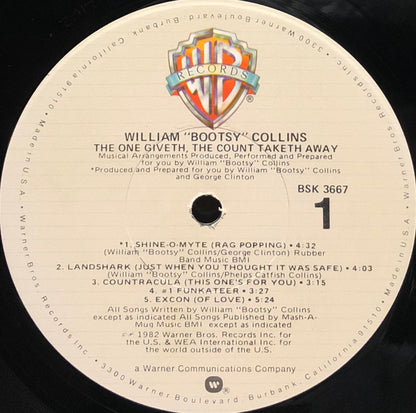 RECORDS
WILLIAM "BOOTSY" COLLINS
THE ONE GIVETH, THE COUNT TAKETH AWAY
Musical Arrangements Produced, Performed and Prepared
for you by William "Bootsy" Collins
*Produced and Prepared for you by William "Bootsy" Collins
and George Clinton
BSK 3667
1
*1. SHINE-O-MYTE (RAG POPPING) • 4:32
(William "Bootsy" Collins/George Clinton) Rubber
Band Music BMI
2. LANDSHARK (JUST WHEN YOU THOUGHT IT WAS SAFE) • 4:03
(William "Bootsy" Collins/Phelps Catfish Collins)
3. COUNTRACULA (THIS ONE'S FOR YOU) • 3:15
4. #1 FUNKATEER • 3:27
5. EXCON (OF LOVE) • 5:24
All Songs Written by William "Bootsy" Collins
except as indicated All Songs Published by Mash-A-
Mug Music BMI except as indicated
1982 Warner Bros. Records Inc. for
the U.S. & WEA International Inc. for
the world outside of the U.S.
a Warner Communications Company
Warner Bros. Records Inc. • 3300 Warner Boulevard, Burbank, California 91510 • Made in U.S.A. •